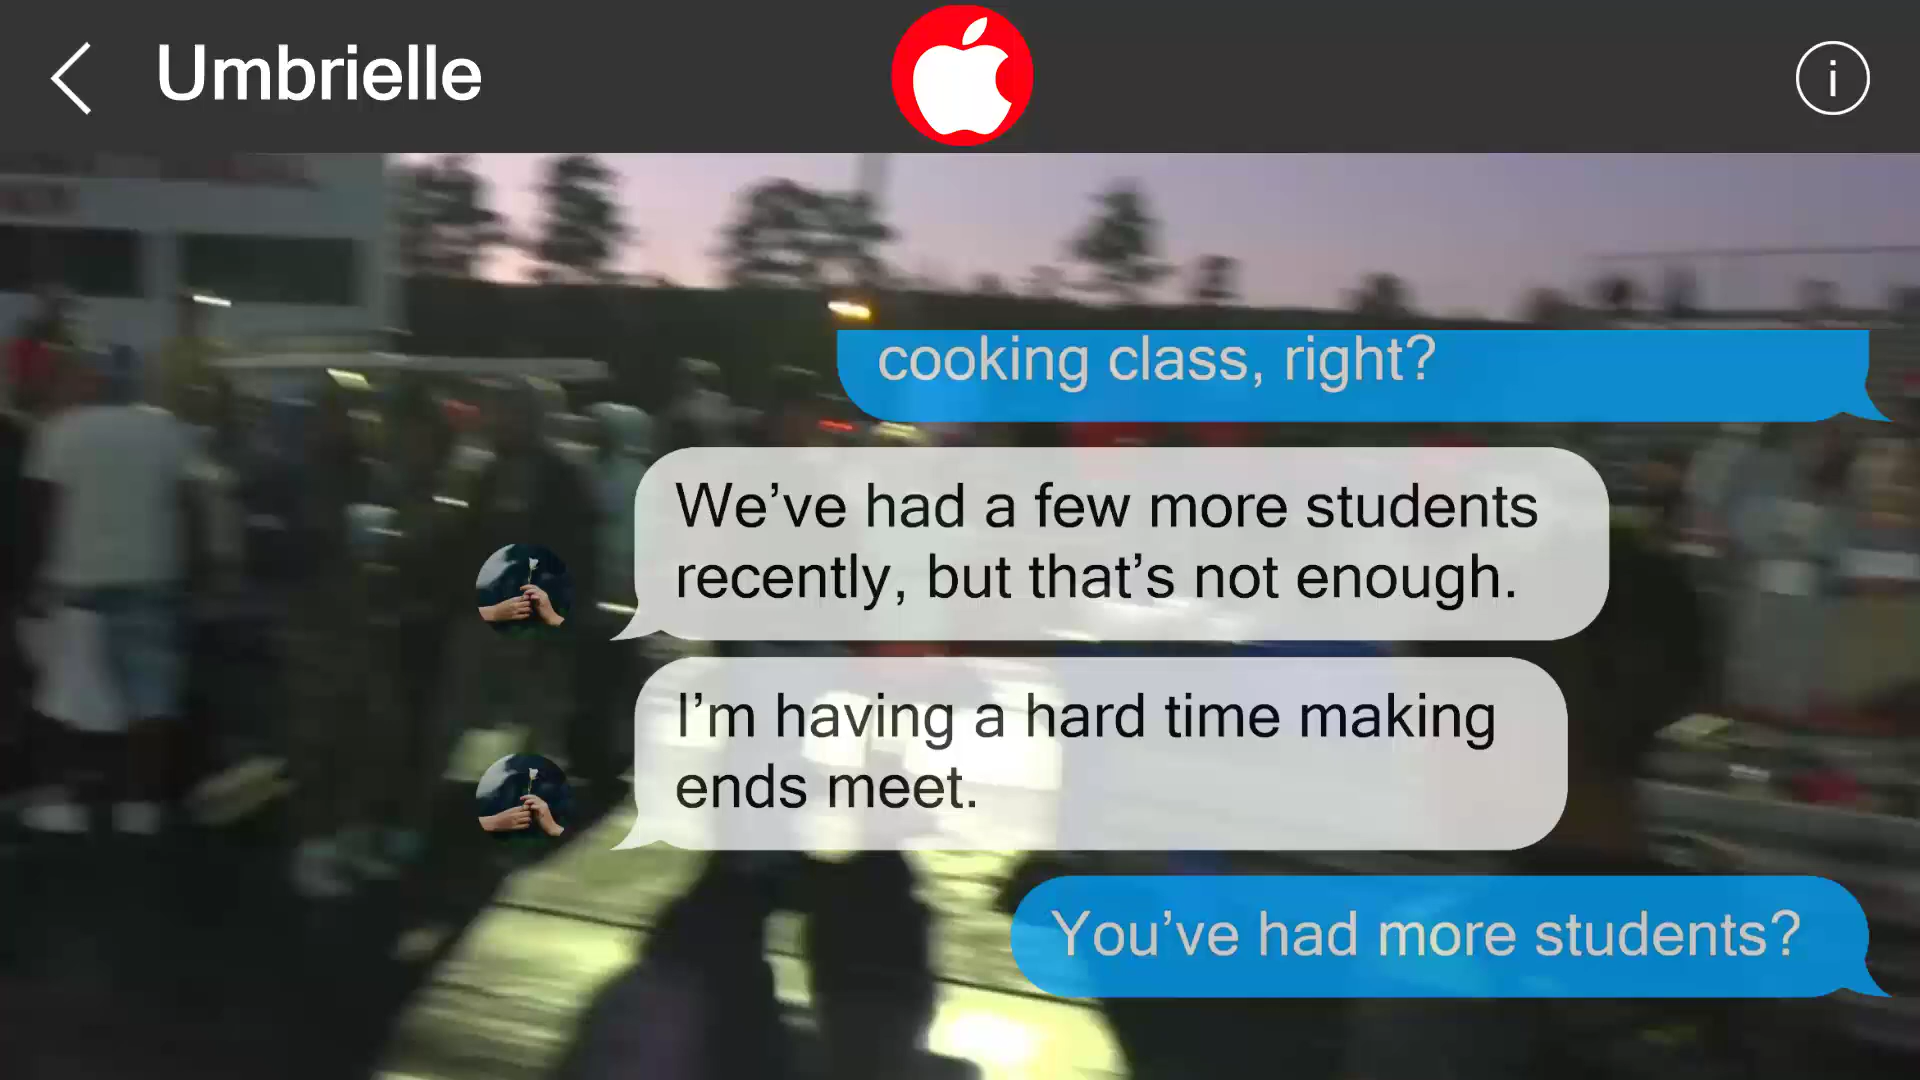 Umbrielle
i
cooking class, right?
We’ve had a few more students
recently, but that’s not enough.
I’m having a hard time making
ends meet.
You’ve had more students?